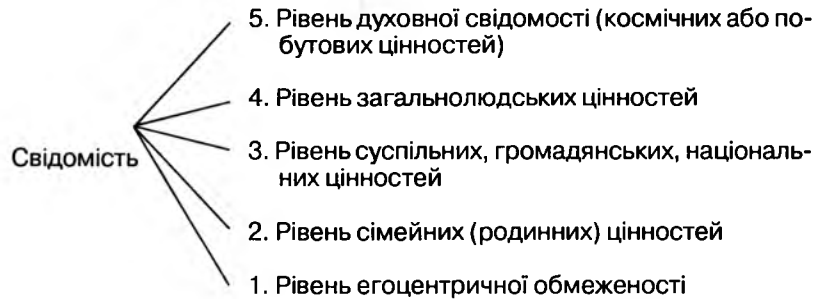 5. Рівень духовної свідомості (космічних або по-
бутових цінностей)
4. Рівень загальнолюдських цінностей
Свідомість
3. Рівень суспільних, громадянських, національ-
них цінностей
2. Рівень сімейних (родинних) цінностей
1. Рівень егоцентричної обмеженості